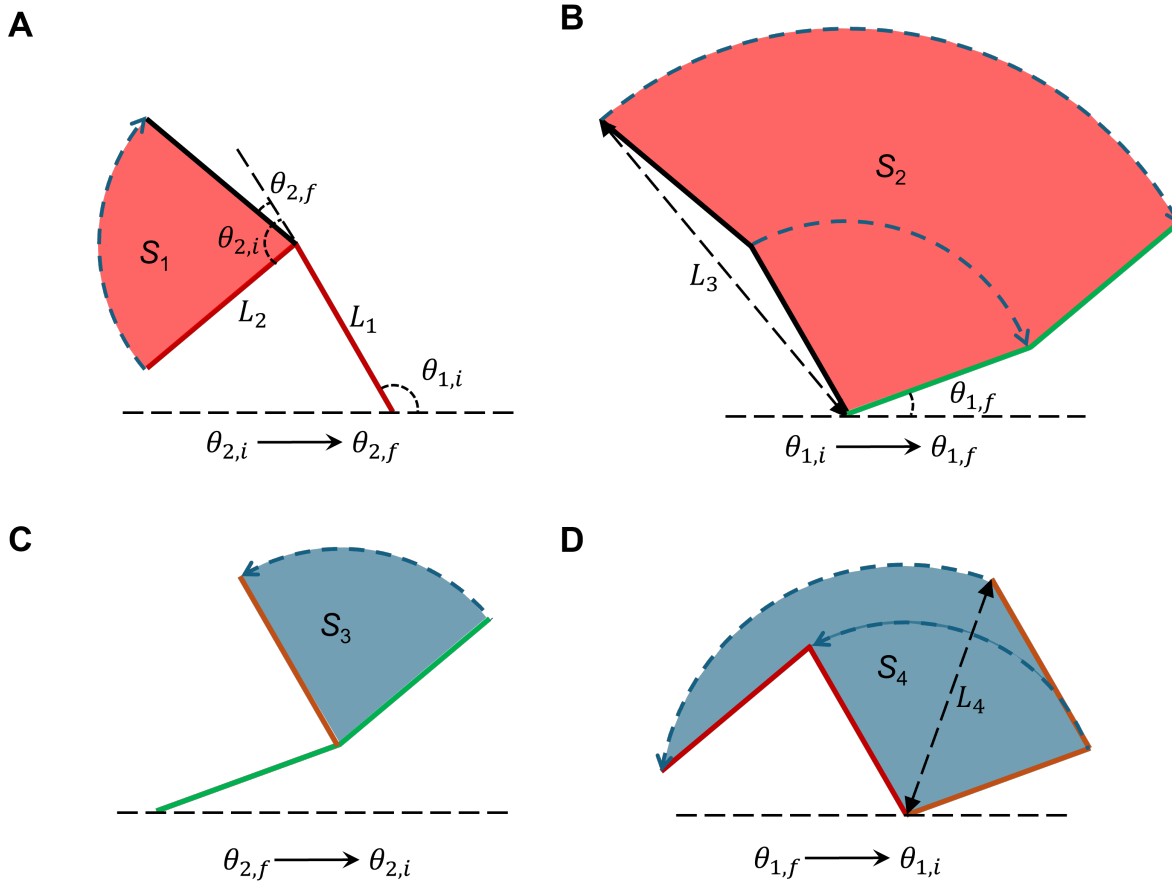 A
θ2,f
θ2,i
S1
L2
L1
θ1,i
θ2,i ⟶ θ2,f
B
S2
L3
θ1,f
θ1,i ⟶ θ1,f
C
S3
θ2,f ⟶ θ2,i
D
S4
L4
θ1,f ⟶ θ1,i